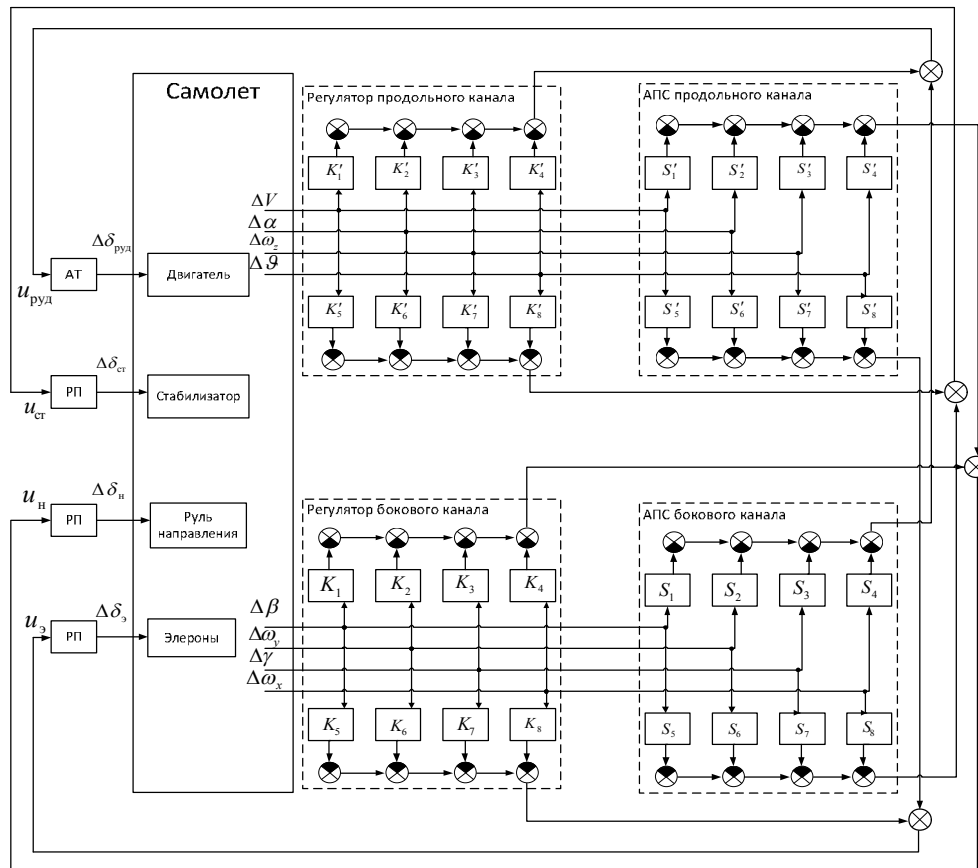 Самолет
Регулятор продольного канала
АПС продольного канала
K′₁
K′₂
K′₃
K′₄
S′₁
S′₂
S′₃
S′₄
ΔV
Δα
Δω_z
Δϑ
Δδ_руд
u_руд
АТ
Двигатель
K′₅
K′₆
K′₇
K′₈
S′₅
S′₆
S′₇
S′₈
Δδ_ст
u_ст
РП
Стабилизатор
Δδ_н
u_н
РП
Руль
направления
Регулятор бокового канала
АПС бокового канала
K₁
K₂
K₃
K₄
S₁
S₂
S₃
S₄
Δδ_э
u_э
РП
Элероны
Δβ
Δω_y
Δγ
Δω_x
K₅
K₆
K₇
K₈
S₅
S₆
S₇
S₈